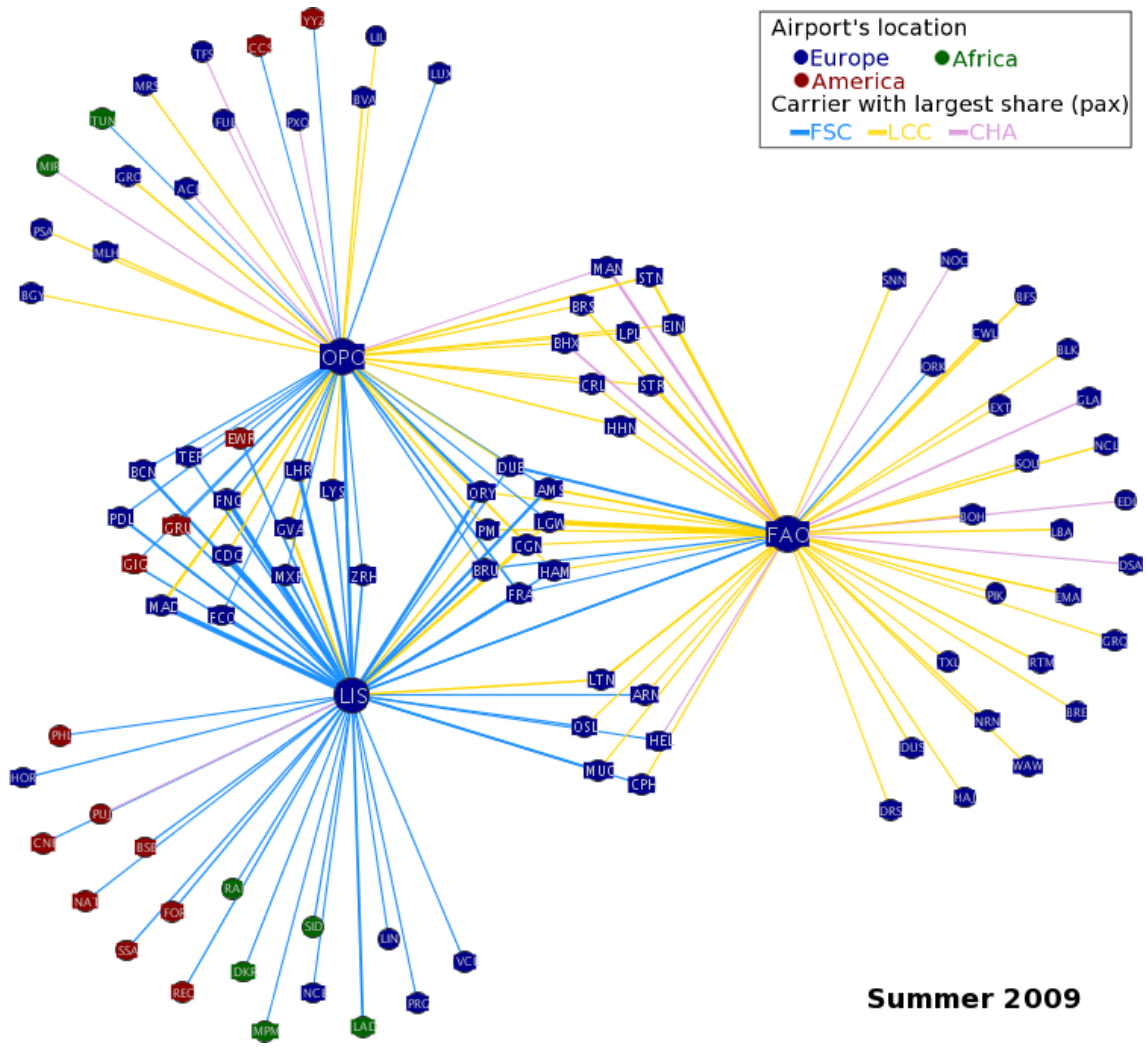 Airport's location
Europe
Africa
America
Carrier with largest share (pax)
FSC
LCC
CHA
YYZ
CCS
LIL
TFS
LUX
MRS
BVA
TUN
FUE
PXO
MIR
GRO
ACE
PSA
MLH
BGY
OPO
MAN
STN
BRS
EIN
LPL
BHX
CRL
STR
HHN
NOC
SNN
BFS
CWL
BLK
ORK
GLA
EXT
NCL
SOU
EDI
BOH
LBA
FAO
DSA
PIK
EMA
GRQ
TXL
RTM
BRE
NRN
DUS
WAW
HAJ
DRS
EWR
TER
BCN
LHR
LYS
FNC
PDL
GRU
GVA
CDG
GIG
MXP
ZRH
MAD
FCO
DUB
ORY
AMS
LGW
CGN
BRU
HAM
FRA
LIS
LTN
ARN
OSL
HEL
MUC
CPH
PHL
HOR
PUJ
BSB
NAT
RAI
FOR
SID
SSA
LIN
VCE
DKR
REC
PRG
MPM
LAD
Summer 2009